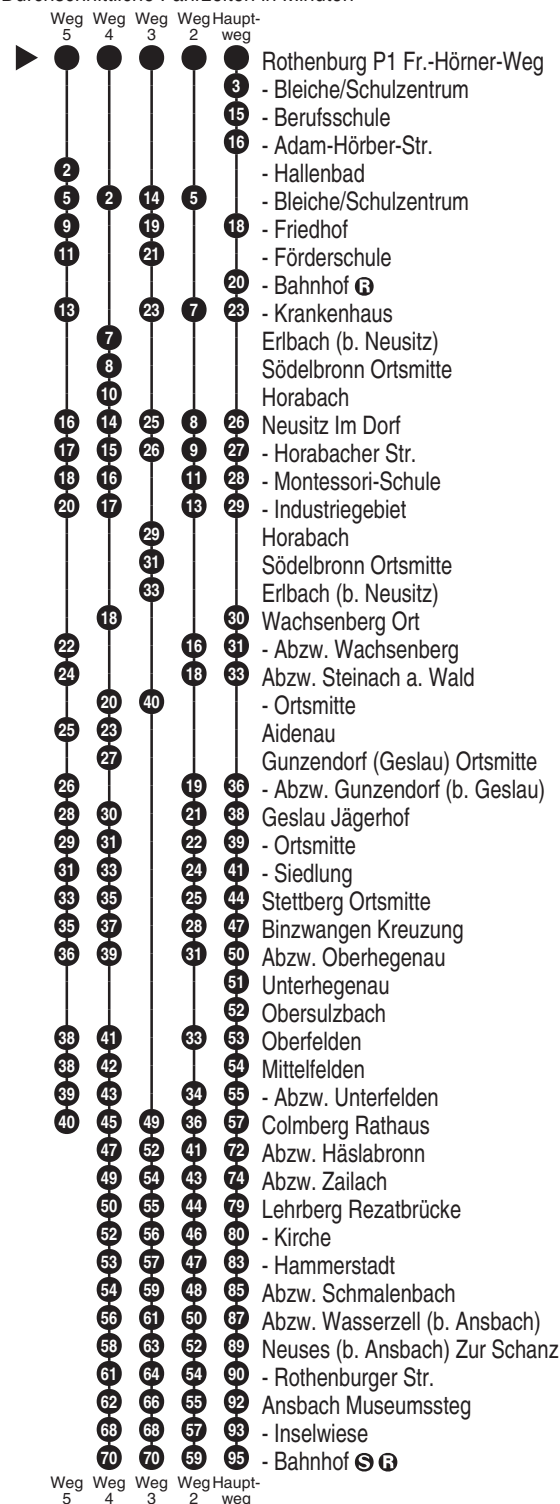 Durchschnittliche Fahrzeiten in Minuten
Weg Weg Weg Weg Haupt-
5 4 3 2 weg
Rothenburg P1 Fr.-Hörner-Weg
3 - Bleiche/Schulzentrum
15 - Berufsschule
16 - Adam-Hörber-Str.
2 - Hallenbad
5 2 14 5 - Bleiche/Schulzentrum
9 19 18 - Friedhof
11 21 - Förderschule
20 - Bahnhof R
13 23 7 23 - Krankenhaus
7 Erlbach (b. Neusitz)
8 Södelbronn Ortsmitte
10 Horabach
16 14 25 8 26 Neusitz Im Dorf
17 15 26 9 27 - Horabacher Str.
18 16 11 28 - Montessori-Schule
20 17 13 29 - Industriegebiet
29 Horabach
31 Södelbronn Ortsmitte
33 Erlbach (b. Neusitz)
18 30 Wachsenberg Ort
22 16 31 - Abzw. Wachsenberg
24 18 33 Abzw. Steinach a. Wald
20 40 - Ortsmitte
25 23 Aidenau
27 Gunzendorf (Geslau) Ortsmitte
26 19 36 - Abzw. Gunzendorf (b. Geslau)
28 30 21 38 Geslau Jägerhof
29 31 22 39 - Ortsmitte
31 33 24 41 - Siedlung
33 35 25 44 Stettberg Ortsmitte
35 37 28 47 Binzwangen Kreuzung
36 39 31 50 Abzw. Oberhegenau
51 Unterhegenau
52 Obersulzbach
38 41 33 53 Oberfelden
38 42 54 Mittelfelden
39 43 34 55 - Abzw. Unterfelden
40 45 49 36 57 Colmberg Rathaus
47 52 41 72 Abzw. Häslabronn
49 54 43 74 Abzw. Zailach
50 55 44 79 Lehrberg Rezatbrücke
52 56 46 80 - Kirche
53 57 47 83 - Hammerstadt
54 59 48 85 Abzw. Schmalenbach
56 61 50 87 Abzw. Wasserzell (b. Ansbach)
58 63 52 89 Neuses (b. Ansbach) Zur Schanz
61 64 54 90 - Rothenburger Str.
62 66 55 92 Ansbach Museumssteg
68 68 57 93 - Inselwiese
70 70 59 95 - Bahnhof S R
Weg Weg Weg Weg Haupt-
5 4 3 2 weg